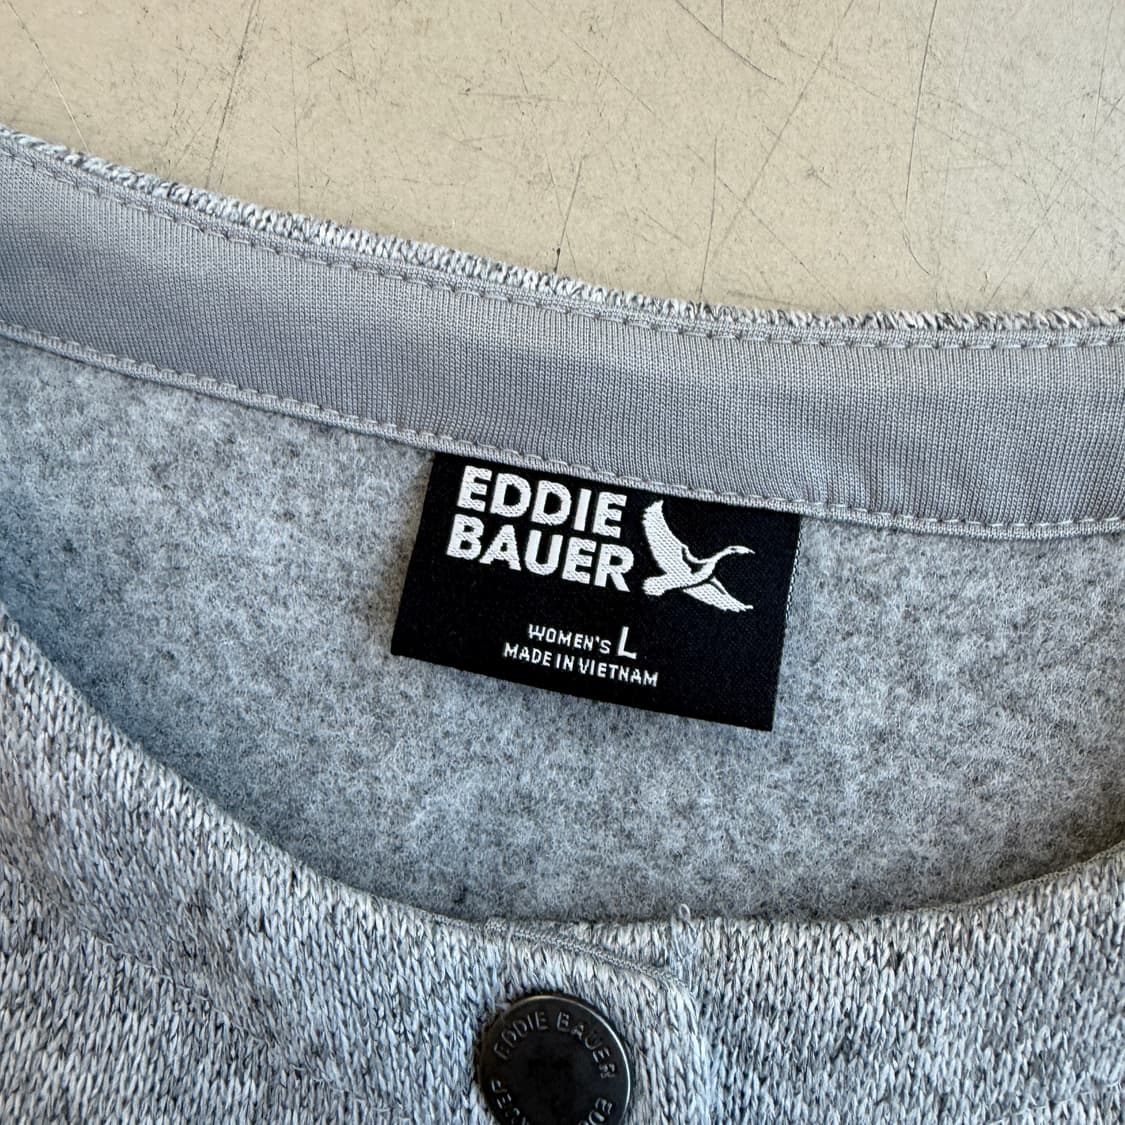 EDDIE
BAUER
WOMEN'S L
MADE IN VIETNAM
EDDIE BAUER